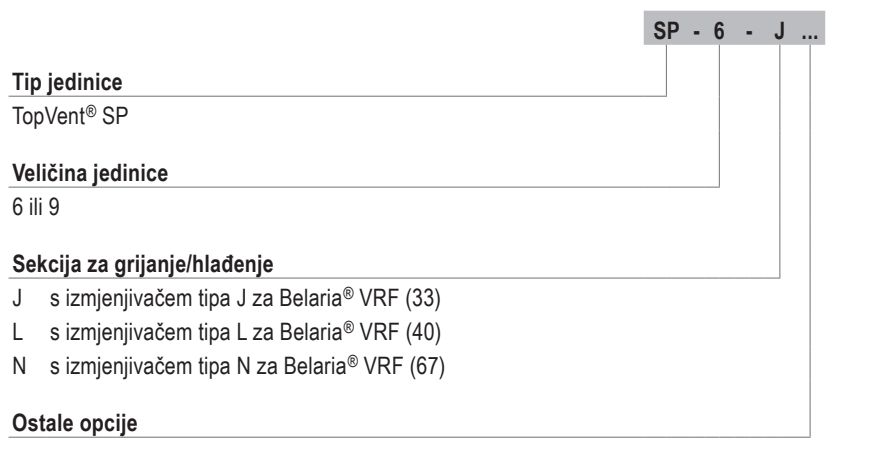 SP - 6 - J ...
Tip jedinice
TopVent® SP
Veličina jedinice
6 ili 9
Sekcija za grijanje/hlađenje
J s izmjenjivačem tipa J za Belaria® VRF (33)
L s izmjenjivačem tipa L za Belaria® VRF (40)
N s izmjenjivačem tipa N za Belaria® VRF (67)
Ostale opcije